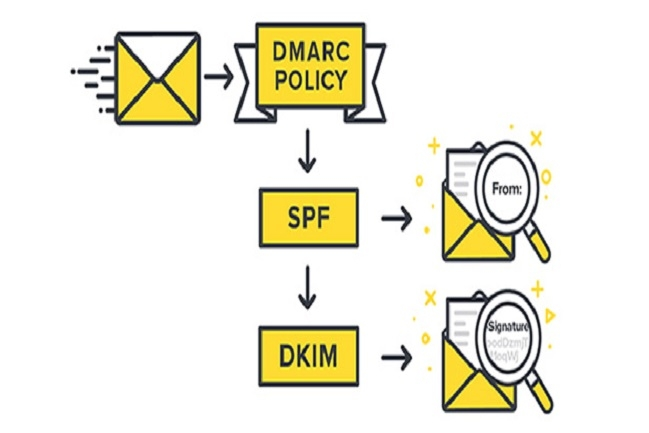 DMARC
POLICY
SPF
From:
DKIM
Signature